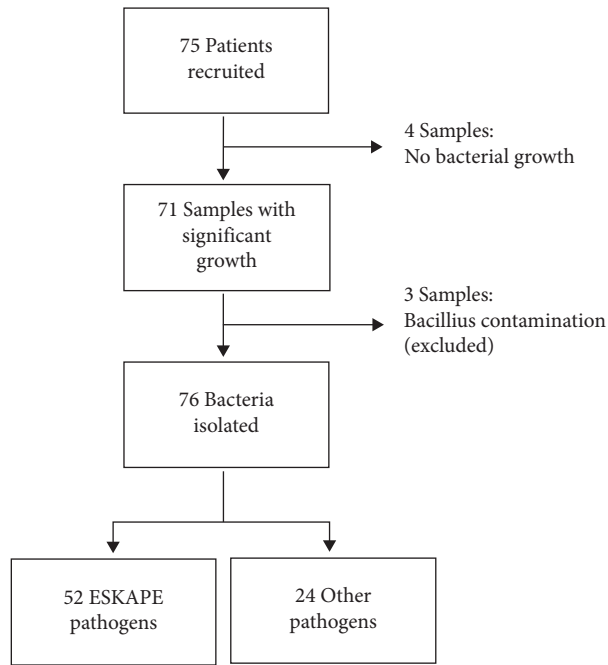 75 Patients
recruited
4 Samples:
No bacterial growth
71 Samples with
significant
growth
3 Samples:
Bacillius contamination
(excluded)
76 Bacteria
isolated
52 ESKAPE
pathogens
24 Other
pathogens